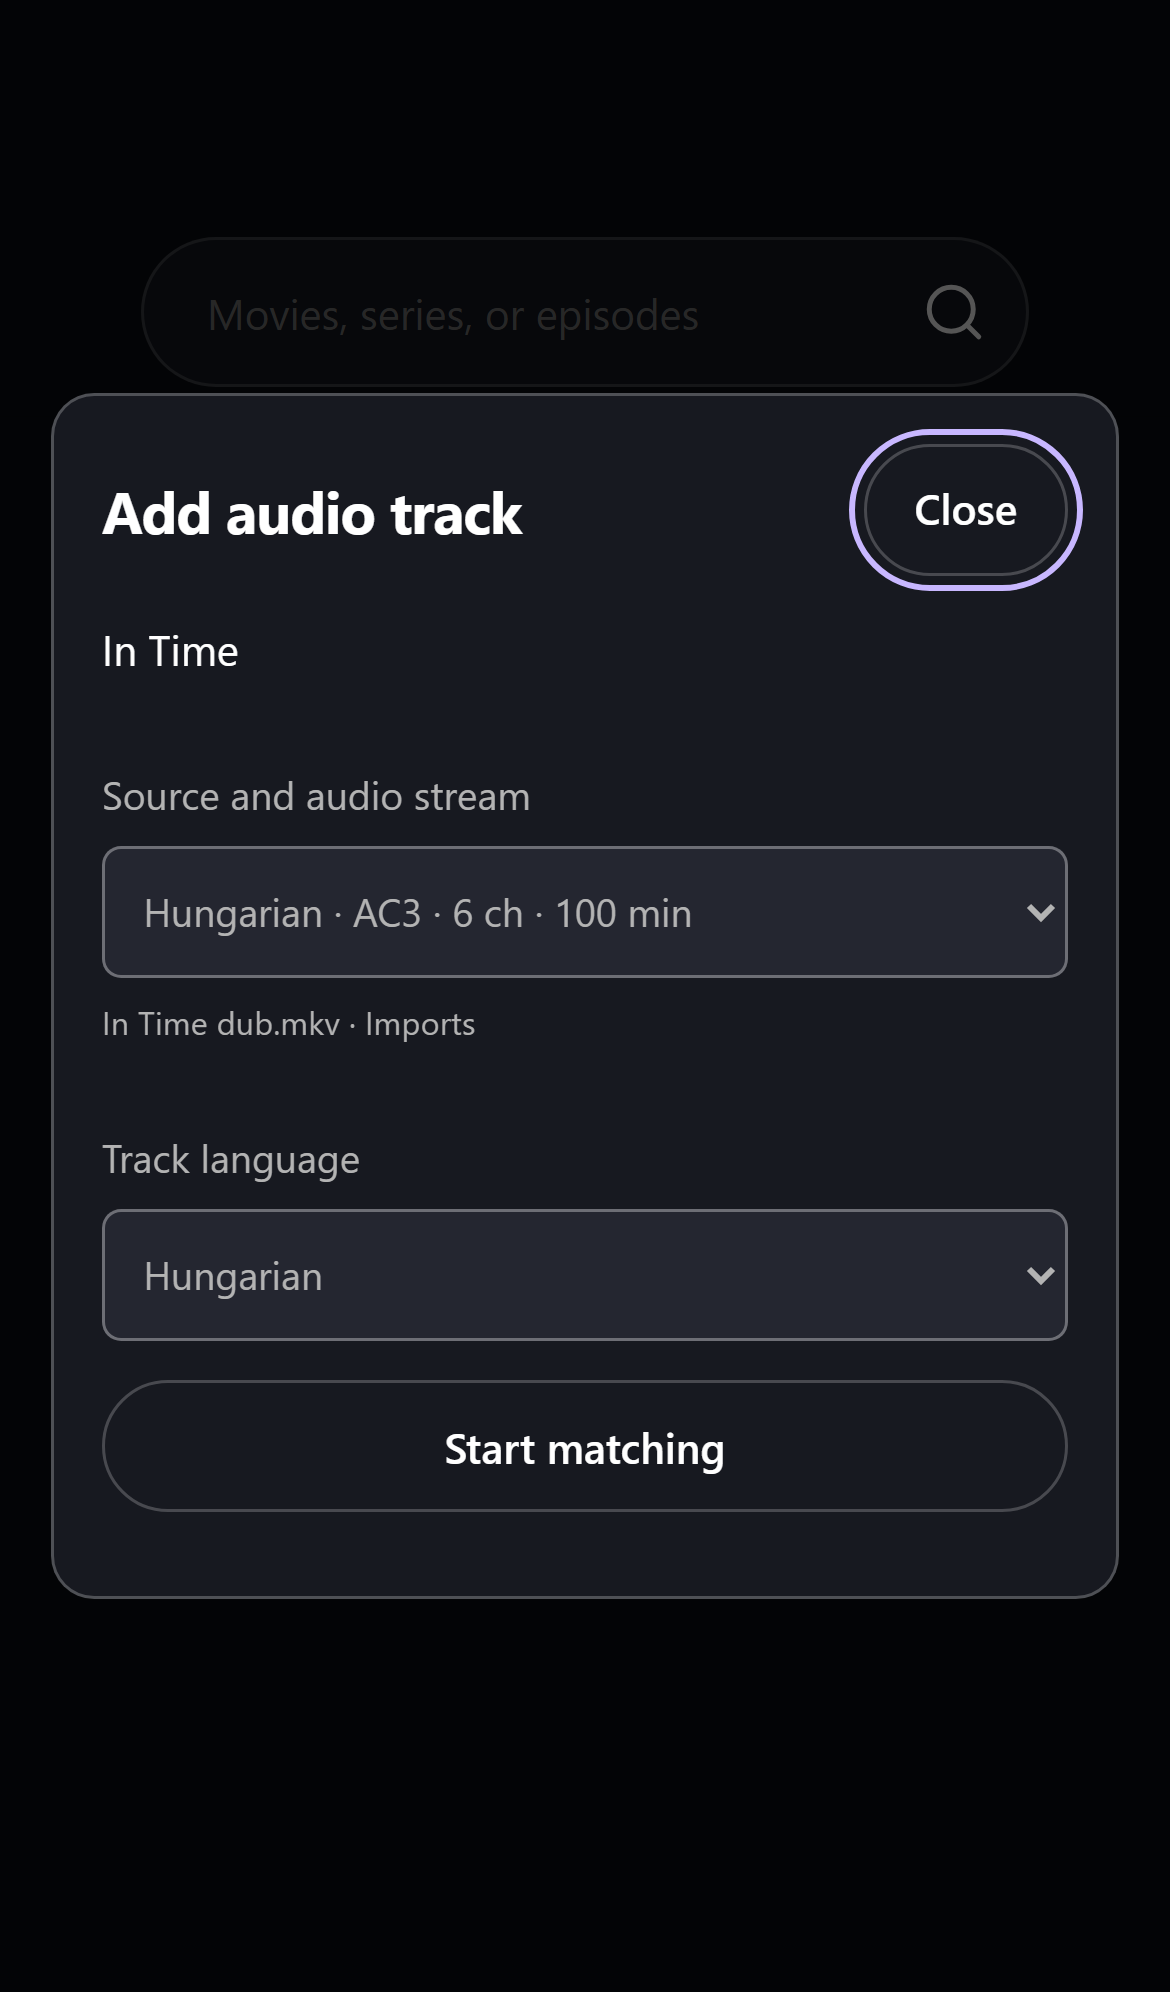 Movies, series, or episodes
Add audio track
Close
In Time
Source and audio stream
Hungarian · AC3 · 6 ch · 100 min
In Time dub.mkv · Imports
Track language
Hungarian
Start matching